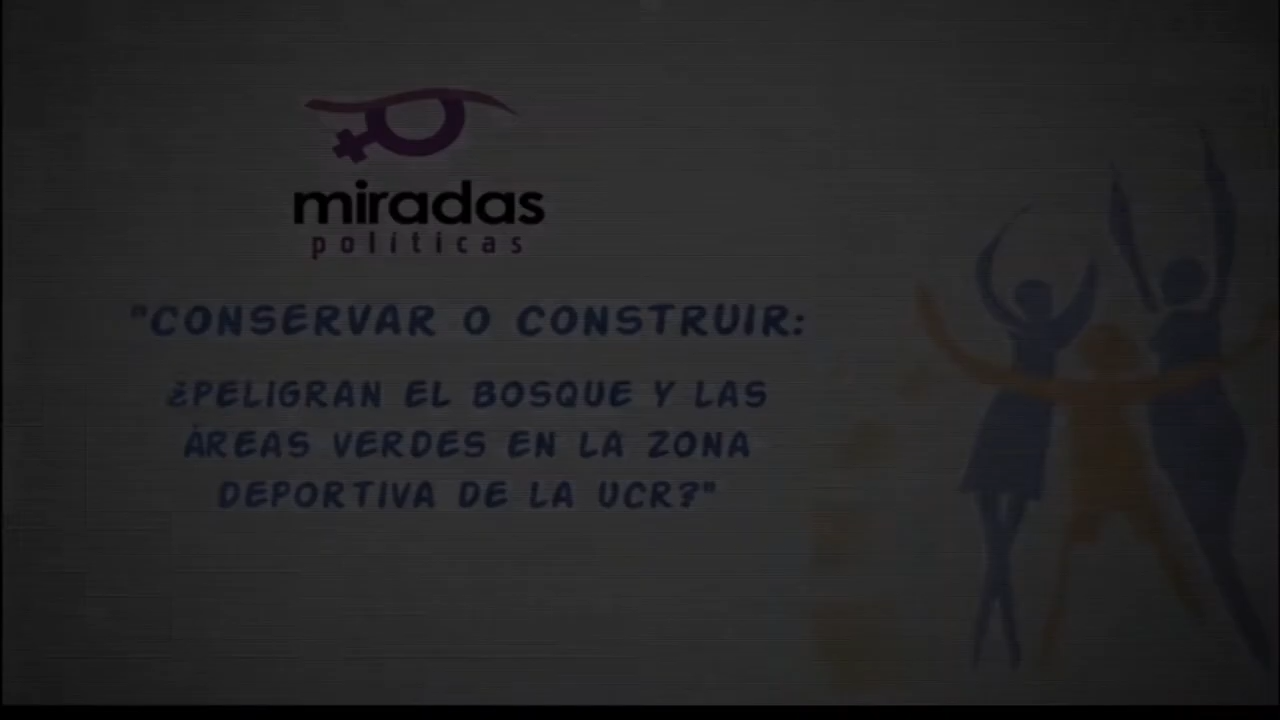 miradas
políticas
"CONSERVAR O CONSTRUIR:
¿PELIGRAN EL BOSQUE Y LAS
ÁREAS VERDES EN LA ZONA
DEPORTIVA DE LA UCR?"